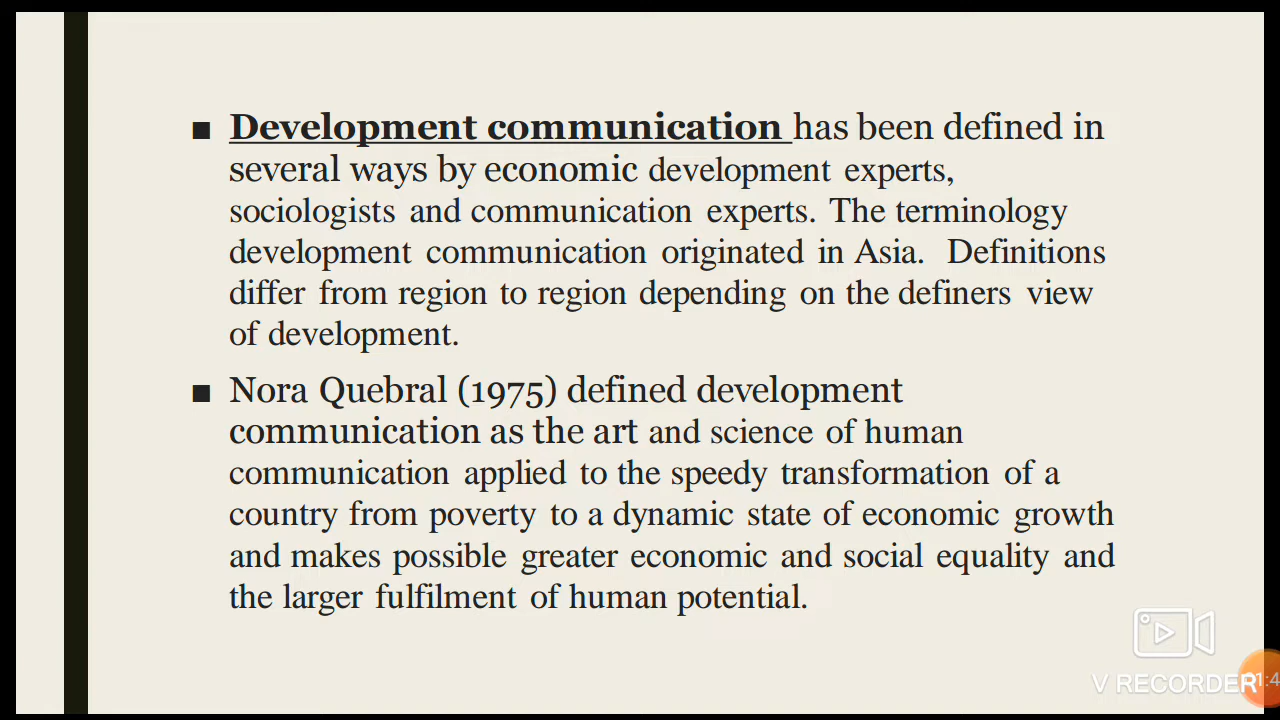 ■ Development communication has been defined in
several ways by economic development experts,
sociologists and communication experts. The terminology
development communication originated in Asia. Definitions
differ from region to region depending on the definers view
of development.
■ Nora Quebral (1975) defined development
communication as the art and science of human
communication applied to the speedy transformation of a
country from poverty to a dynamic state of economic growth
and makes possible greater economic and social equality and
the larger fulfilment of human potential.
V RECORDER